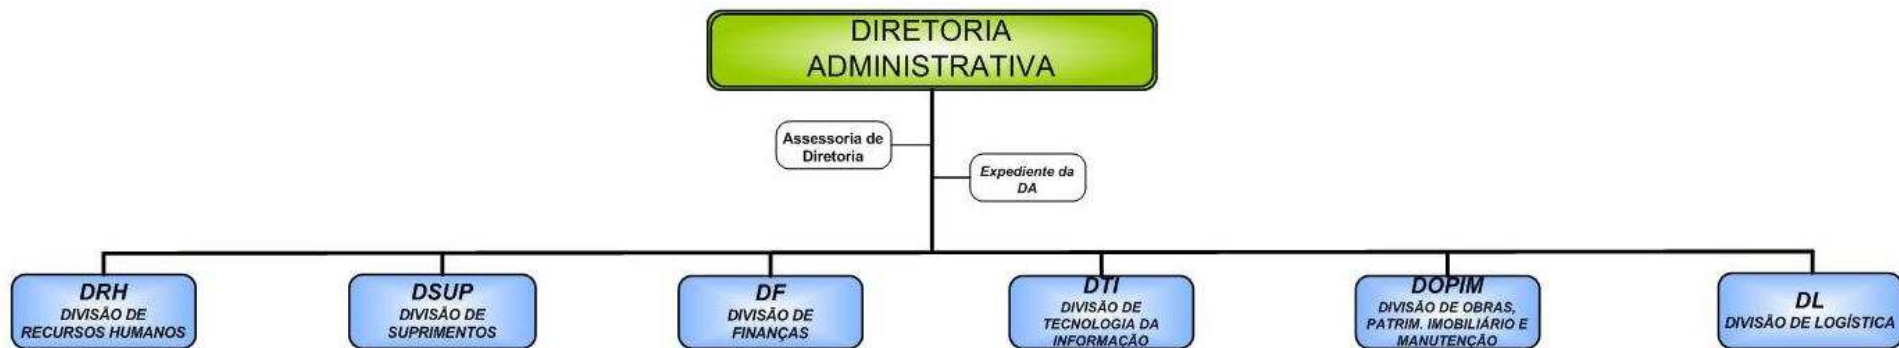 DIRETORIA
ADMINISTRATIVA
Assessoria de
Diretoria
Expediente da
DA
DRH
DIVISÃO DE
RECURSOS HUMANOS
DSUP
DIVISÃO DE
SUPRIMENTOS
DF
DIVISÃO DE
FINANÇAS
DTI
DIVISÃO DE
TECNOLOGIA DA
INFORMAÇÃO
DOPIM
DIVISÃO DE OBRAS,
PATRIM. IMOBILIÁRIO E
MANUTENÇÃO
DL
DIVISÃO DE LOGÍSTICA